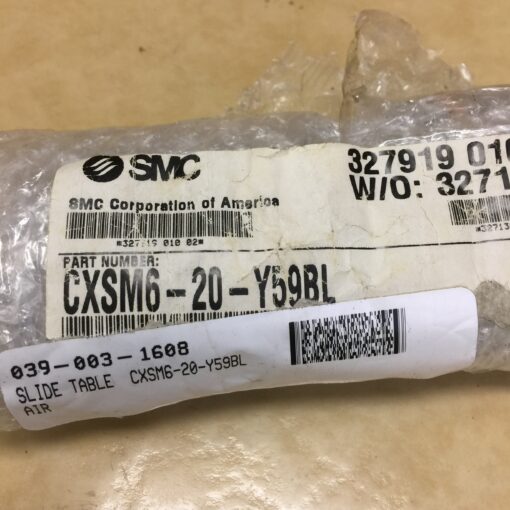 SMC
SMC Corporation of America
327919 010
W/O: 3271
PART NUMBER:
CXSM6-20-Y59BL
039-003-1608
SLIDE TABLE CXSM6-20-Y59BL
AIR